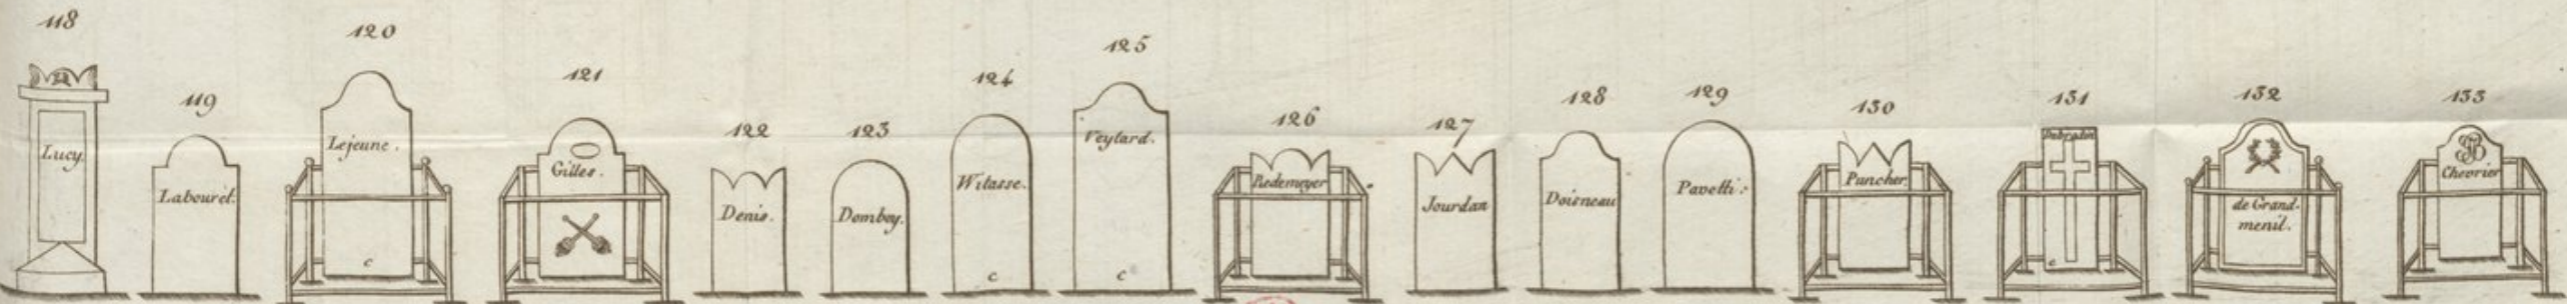 118
Lucy.
119
Labourel.
120
Lejeune.
c
121
Gilles.
122
Denis.
123
Dombey.
124
Witasse.
c
125
Veytard.
c
126
Redemeyer
127
Jourdan
128
Doisneau
129
Pavetti.
130
Puncher.
131
c
132
de Grand-
menil.
133
Chevrier